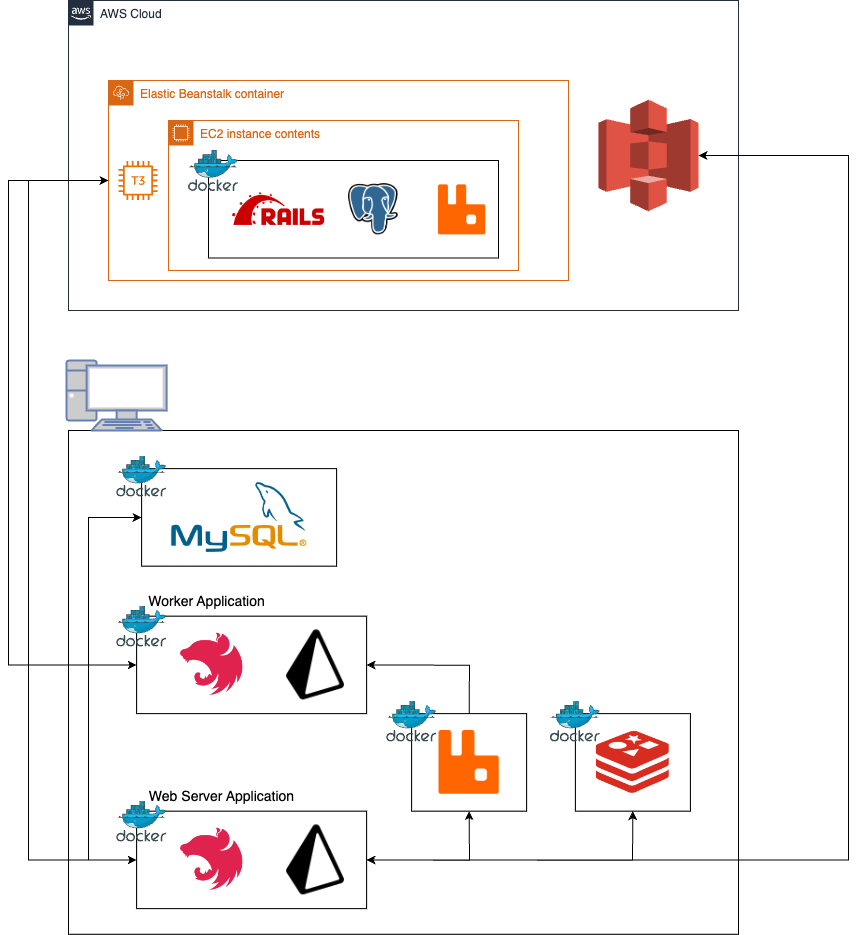 aws
AWS Cloud
Elastic Beanstalk container
EC2 instance contents
docker
T3
RAILS
docker
MySQL®
Worker Application
docker
docker
docker
Web Server Application
docker